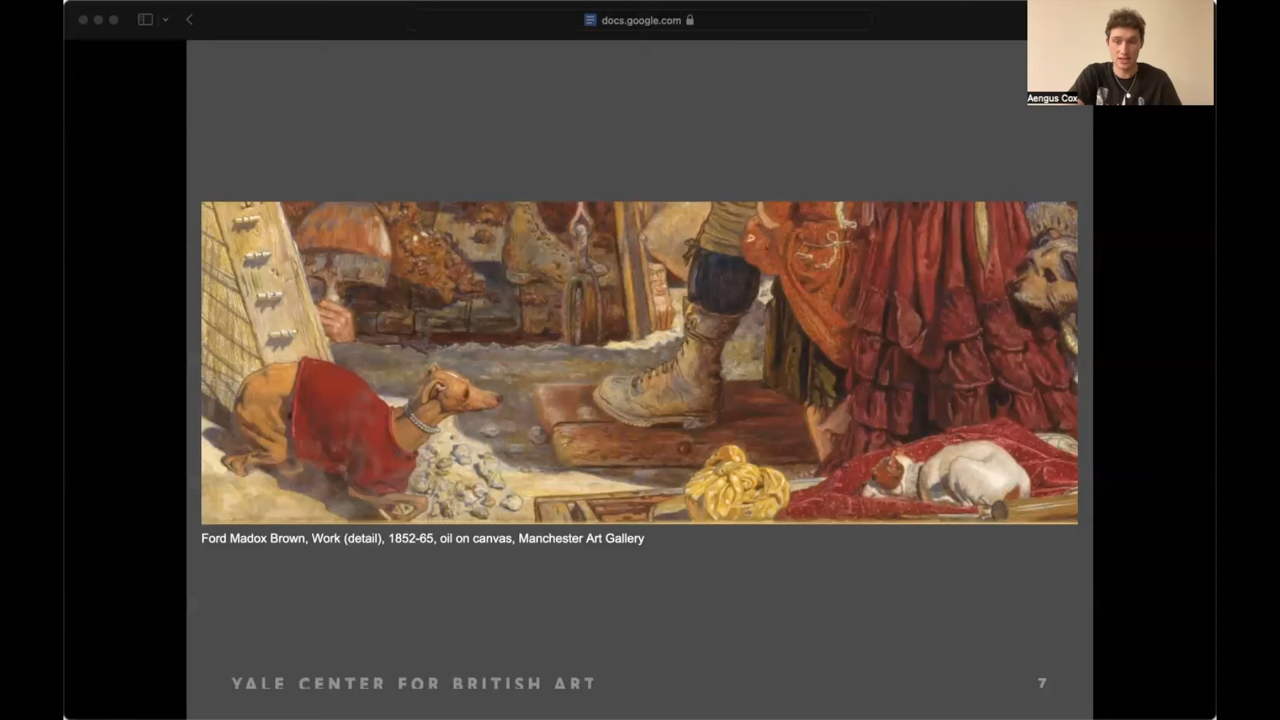 docs.google.com
Aengus Cox
Ford Madox Brown, Work (detail), 1852-65, oil on canvas, Manchester Art Gallery
YALE CENTER FOR BRITISH ART
7